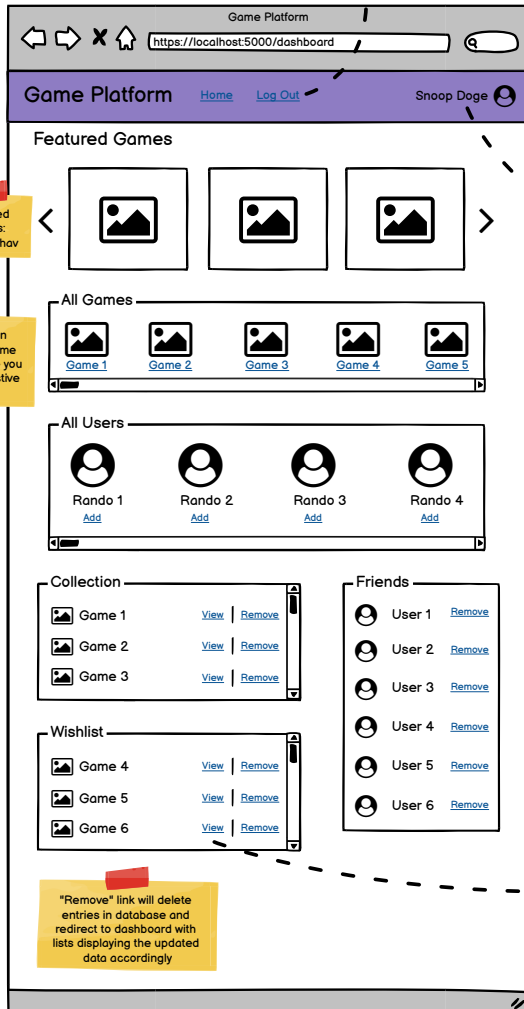 Game Platform
https://localhost:5000/dashboard
Game Platform Home Log Out Snoop Doge
Featured Games
All Games
Game 1 Game 2 Game 3 Game 4 Game 5
All Users
Rando 1 Rando 2 Rando 3 Rando 4
Add Add Add Add
Collection
Game 1 View | Remove
Game 2 View | Remove
Game 3 View | Remove
Wishlist
Game 4 View | Remove
Game 5 View | Remove
Game 6 View | Remove
Friends
User 1 Remove
User 2 Remove
User 3 Remove
User 4 Remove
User 5 Remove
User 6 Remove
"Remove" link will delete
entries in database and
redirect to dashboard with
lists displaying the updated
data accordingly
you